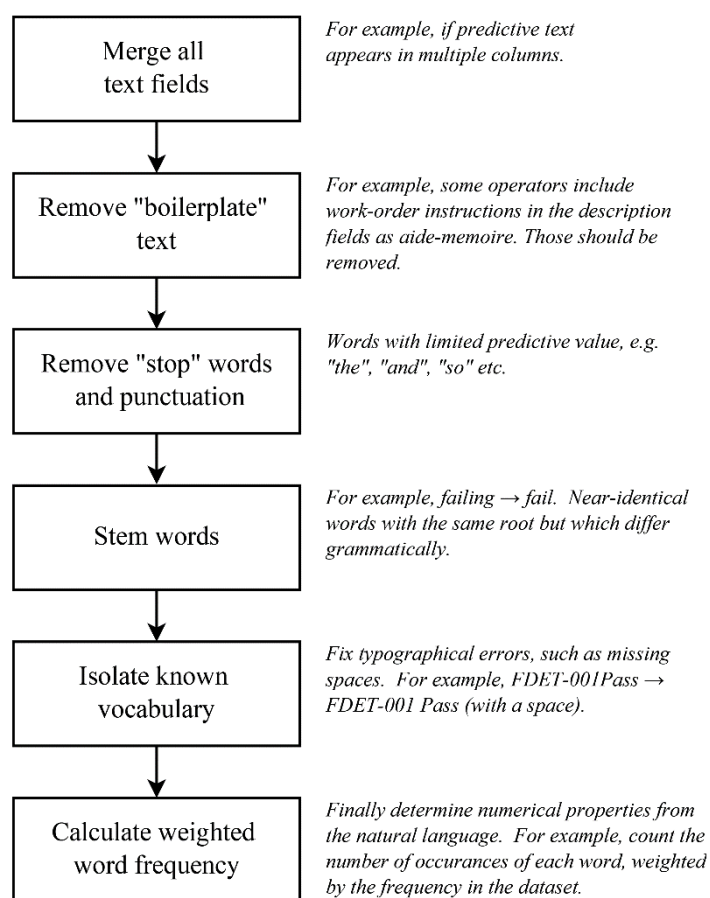 Merge all
text fields
For example, if predictive text
appears in multiple columns.
Remove "boilerplate"
text
For example, some operators include
work-order instructions in the description
fields as aide-memoire. Those should be
removed.
Remove "stop" words
and punctuation
Words with limited predictive value, e.g.
"the", "and", "so" etc.
Stem words
For example, failing → fail. Near-identical
words with the same root but which differ
grammatically.
Isolate known
vocabulary
Fix typographical errors, such as missing
spaces. For example, FDET-001Pass →
FDET-001 Pass (with a space).
Calculate weighted
word frequency
Finally determine numerical properties from
the natural language. For example, count the
number of occurances of each word, weighted
by the frequency in the dataset.